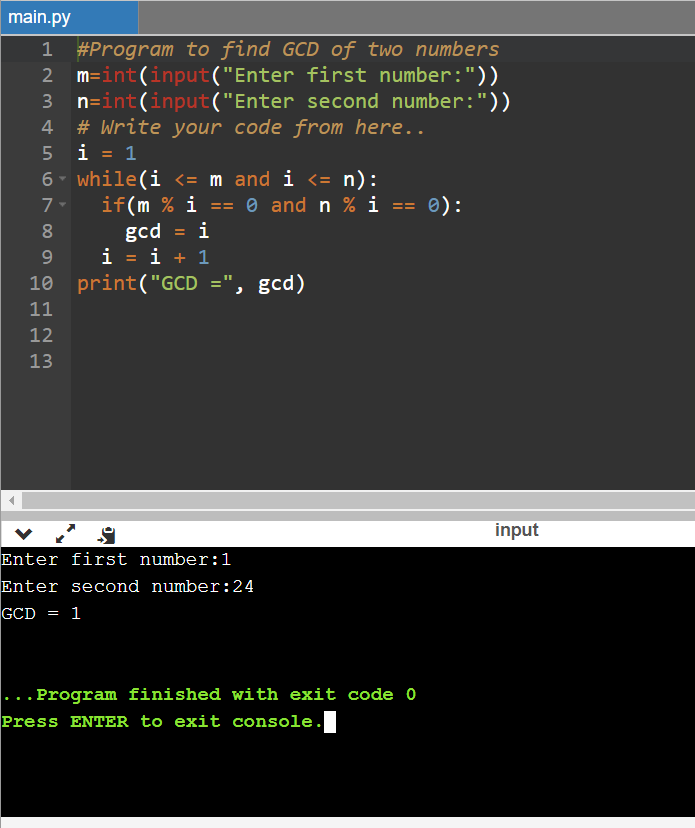 main.py
1 #Program to find GCD of two numbers
2 m=int(input("Enter first number:"))
3 n=int(input("Enter second number:"))
4 # Write your code from here..
5 i = 1
6 while(i <= m and i <= n):
7   if(m % i == 0 and n % i == 0):
8     gcd = i
9   i = i + 1
10 print("GCD =", gcd)
11
12
13
input
Enter first number:1
Enter second number:24
GCD = 1
...Program finished with exit code 0
Press ENTER to exit console.